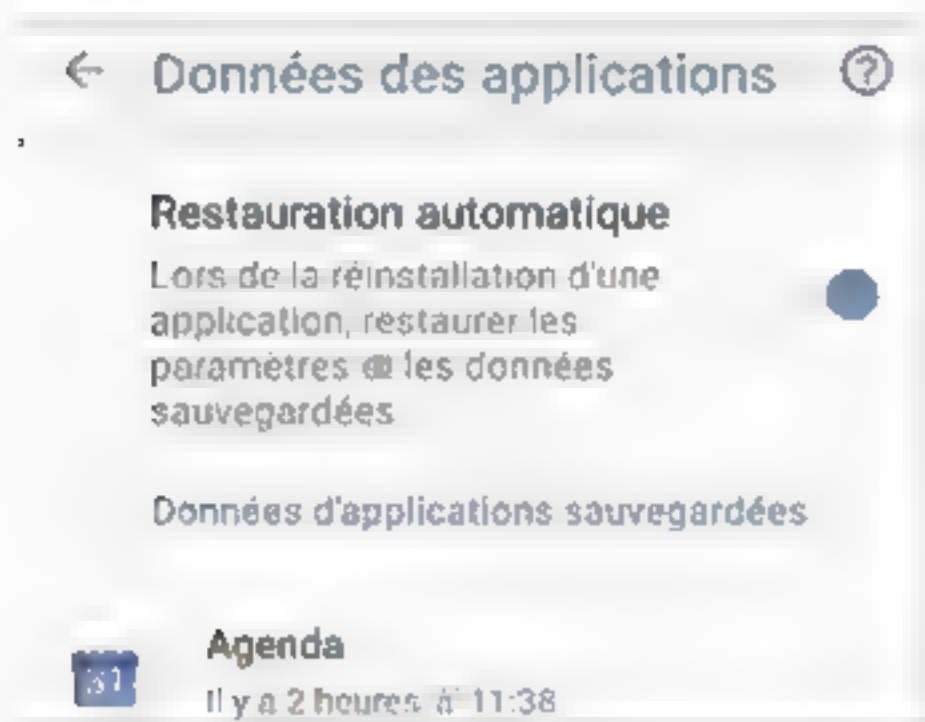 Données des applications
Restauration automatique
Lors de la réinstallation d'une
application, restaurer les
paramètres et les données
sauvegardées
Données d'applications sauvegardées
Agenda
31
Il y a 2 heures à 11:38